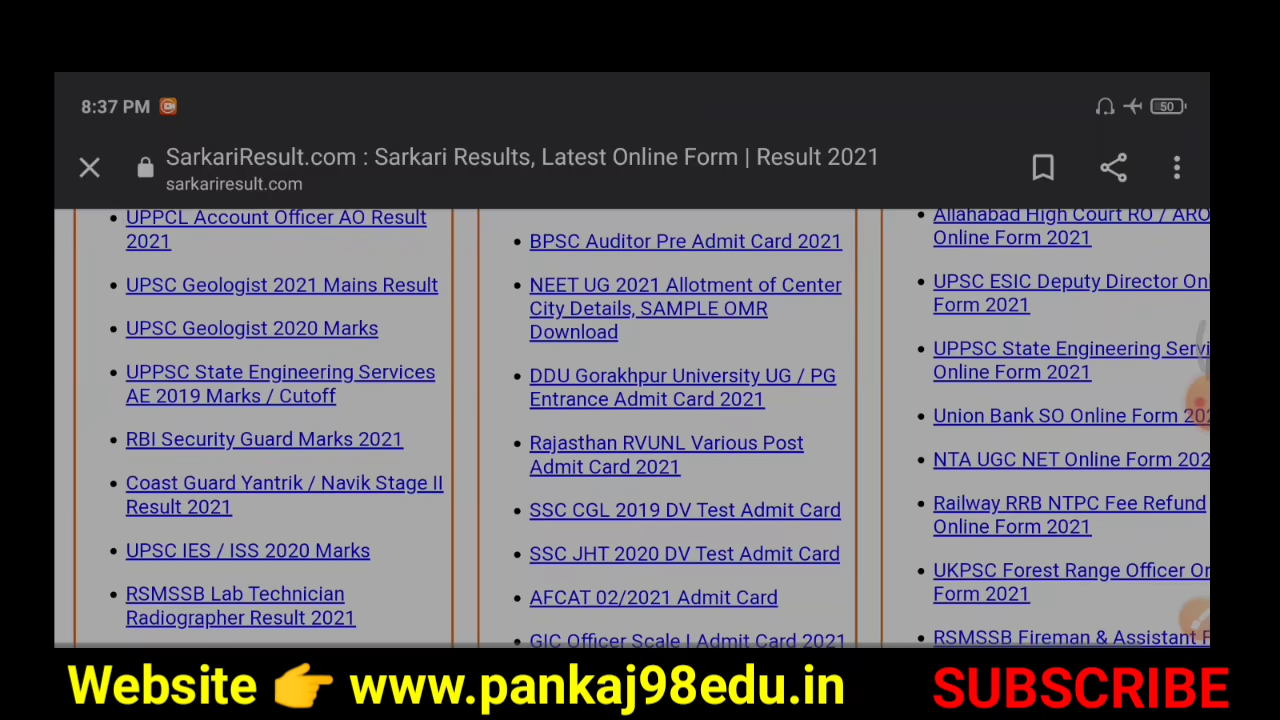 8:37 PM
50
SarkariResult.com : Sarkari Results, Latest Online Form | Result 2021
sarkariresult.com
UPPCL Account Officer AO Result
2021
UPSC Geologist 2021 Mains Result
UPSC Geologist 2020 Marks
UPPSC State Engineering Services
AE 2019 Marks / Cutoff
RBI Security Guard Marks 2021
Coast Guard Yantrik / Navik Stage II
Result 2021
UPSC IES / ISS 2020 Marks
RSMSSB Lab Technician
Radiographer Result 2021
BPSC Auditor Pre Admit Card 2021
NEET UG 2021 Allotment of Center
City Details, SAMPLE OMR
Download
DDU Gorakhpur University UG / PG
Entrance Admit Card 2021
Rajasthan RVUNL Various Post
Admit Card 2021
SSC CGL 2019 DV Test Admit Card
SSC JHT 2020 DV Test Admit Card
AFCAT 02/2021 Admit Card
GIC Officer Scale I Admit Card 2021
Allahabad High Court RO / ARO
Online Form 2021
UPSC ESIC Deputy Director Onl
Form 2021
UPPSC State Engineering Servi
Online Form 2021
Union Bank SO Online Form 202
NTA UGC NET Online Form 202
Railway RRB NTPC Fee Refund
Online Form 2021
UKPSC Forest Range Officer On
Form 2021
RSMSSB Fireman & Assistant F
Website 👉 www.pankaj98edu.in
SUBSCRIBE